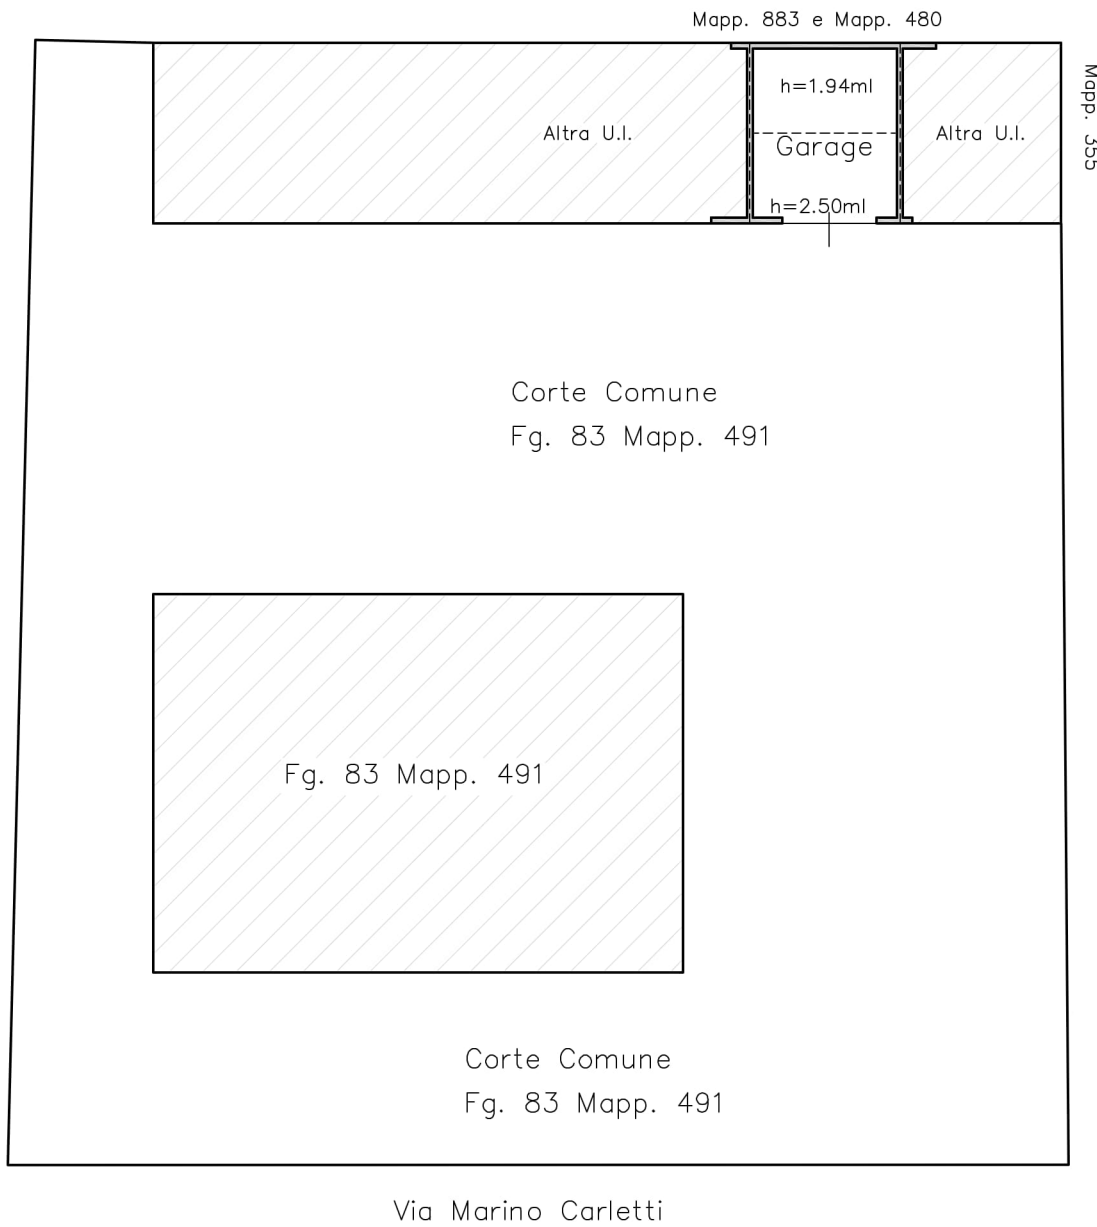 Mapp. 883 e Mapp. 480
Mapp. 355
h=1.94ml
Altra U.I.
Garage
Altra U.I.
h=2.50ml
Corte Comune
Fg. 83 Mapp. 491
Fg. 83 Mapp. 491
Corte Comune
Fg. 83 Mapp. 491
Via Marino Carletti